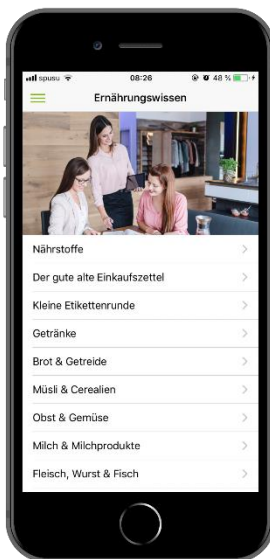 spusu 08:26 48 %
Ernährungswissen
Nährstoffe
Der gute alte Einkaufszettel
Kleine Etikettenrunde
Getränke
Brot & Getreide
Müsli & Cerealien
Obst & Gemüse
Milch & Milchprodukte
Fleisch, Wurst & Fisch